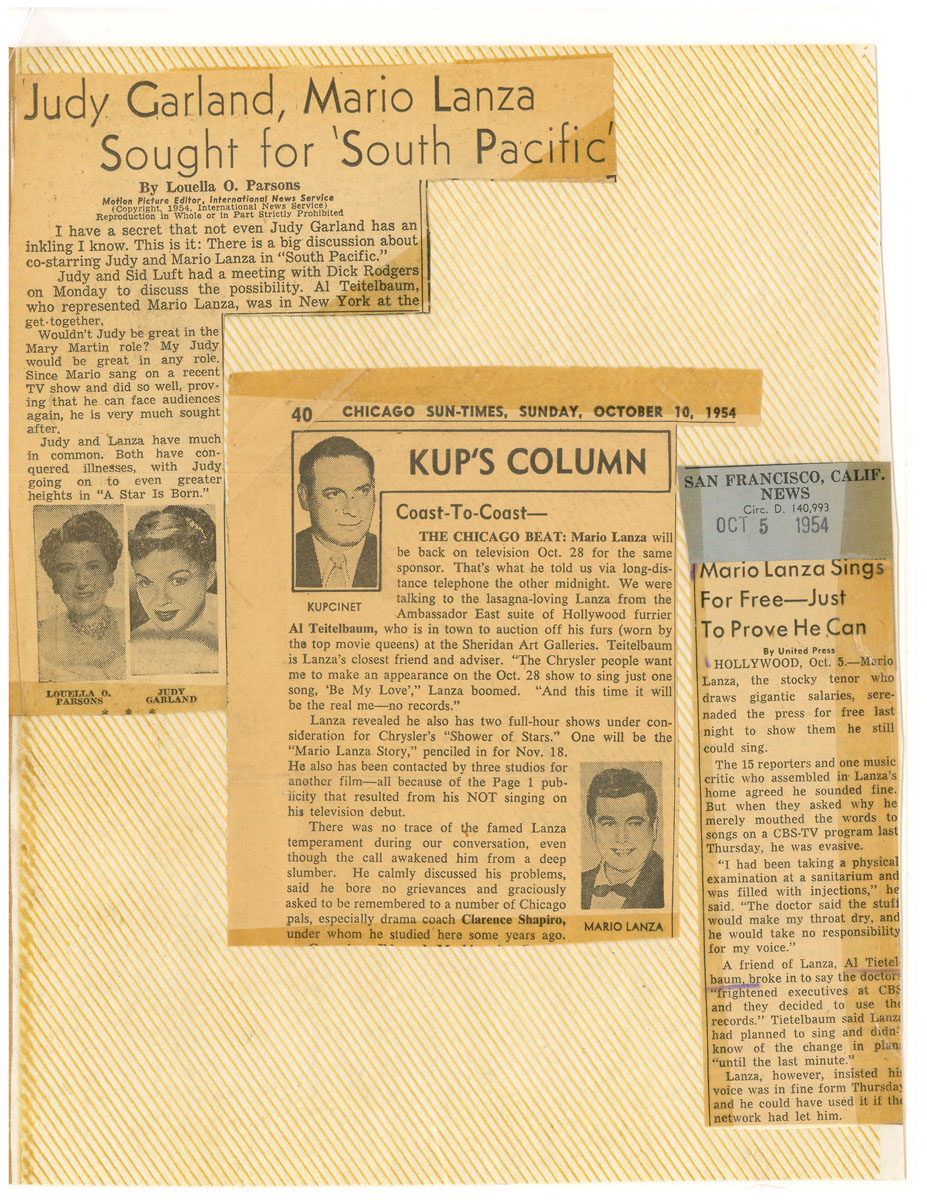 Judy Garland, Mario Lanza
Sought for 'South Pacific'
By Louella O. Parsons
Motion Picture Editor, International News Service
(Copyright, 1954, International News Service)
Reproduction in Whole or in Part Strictly Prohibited
I have a secret that not even Judy Garland has an
inkling I know. This is it: There is a big discussion about
co-starring Judy and Mario Lanza in "South Pacific."
Judy and Sid Luft had a meeting with Dick Rodgers
on Monday to discuss the possibility. Al Teitelbaum,
who represented Mario Lanza, was in New York at the
get-together.
Wouldn't Judy be great in the
Mary Martin role? My Judy
would be great in any role.
Since Mario sang on a recent
TV show and did so well, prov-
ing that he can face audiences
again, he is very much sought
after.
Judy and Lanza have much
in common. Both have con-
quered illnesses, with Judy
going on to even greater
heights in "A Star Is Born."
LOUELLA O.
PARSONS
JUDY
GARLAND
* * *
40 CHICAGO SUN-TIMES, SUNDAY, OCTOBER 10, 1954
KUP'S COLUMN
KUPCINET
Coast-To-Coast—
THE CHICAGO BEAT: Mario Lanza will
be back on television Oct. 28 for the same
sponsor. That's what he told us via long-dis-
tance telephone the other midnight. We were
talking to the lasagna-loving Lanza from the
Ambassador East suite of Hollywood furrier
Al Teitelbaum, who is in town to auction off his furs (worn by
the top movie queens) at the Sheridan Art Galleries. Teitelbaum
is Lanza's closest friend and adviser. "The Chrysler people want
me to make an appearance on the Oct. 28 show to sing just one
song, 'Be My Love'," Lanza boomed. "And this time it will
be the real me—no records."
Lanza revealed he also has two full-hour shows under con-
sideration for Chrysler's "Shower of Stars." One will be the
"Mario Lanza Story," penciled in for Nov. 18.
He also has been contacted by three studios for
another film—all because of the Page 1 pub-
licity that resulted from his NOT singing on
his television debut.
There was no trace of the famed Lanza
temperament during our conversation, even
though the call awakened him from a deep
slumber. He calmly discussed his problems,
said he bore no grievances and graciously
asked to be remembered to a number of Chicago
pals, especially drama coach Clarence Shapiro,
under whom he studied here some years ago.
MARIO LANZA
SAN FRANCISCO, CALIF.
NEWS
Circ. D. 140,993
OCT 5 1954
Mario Lanza Sings
For Free—Just
To Prove He Can
By United Press
HOLLYWOOD, Oct. 5.—Mario
Lanza, the stocky tenor who
draws gigantic salaries, sere-
naded the press for free last
night to show them he still
could sing.
The 15 reporters and one music
critic who assembled in Lanza's
home agreed he sounded fine.
But when they asked why he
merely mouthed the words to
songs on a CBS-TV program last
Thursday, he was evasive.
"I had been taking a physical
examination at a sanitarium and
was filled with injections," he
said. "The doctor said the stuff
would make my throat dry, and
he would take no responsibility
for my voice."
A friend of Lanza, Al Tietel
baum, broke in to say the doctors
"frightened executives at CBS
and they decided to use the
records." Tietelbaum said Lanza
had planned to sing and didn'
know of the change in plan
"until the last minute."
Lanza, however, insisted his
voice was in fine form Thursday
and he could have used it if the
network had let him.